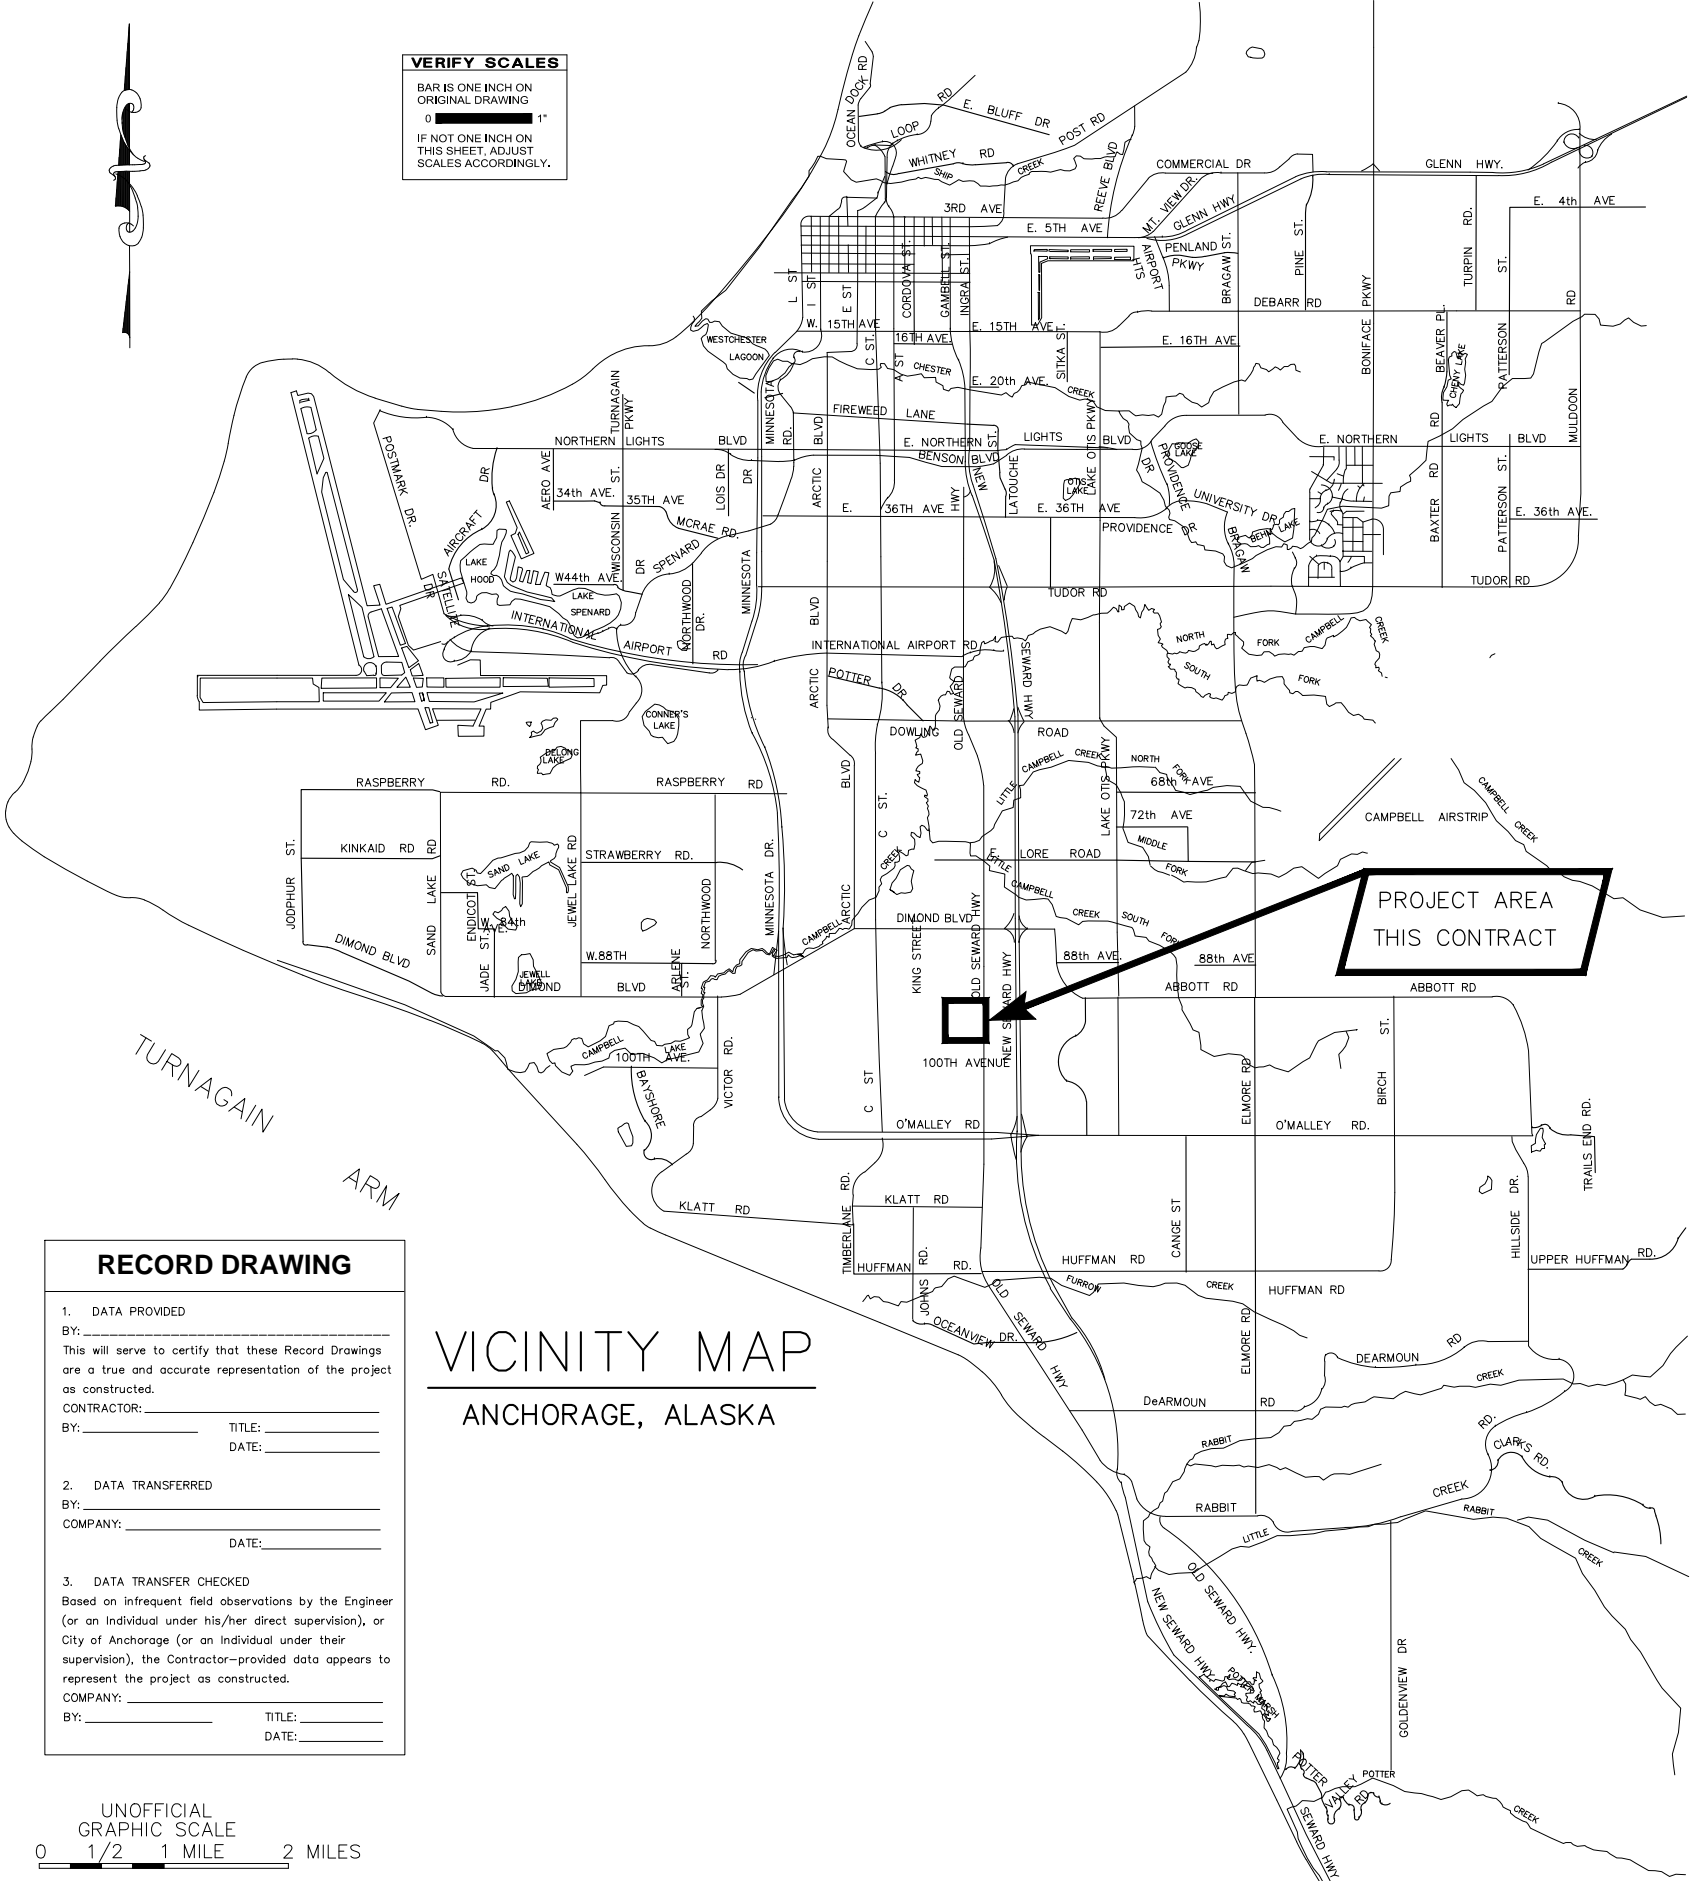 VERIFY SCALES
BAR IS ONE INCH ON
ORIGINAL DRAWING
0 1"
IF NOT ONE INCH ON
THIS SHEET, ADJUST
SCALES ACCORDINGLY.
OCEAN DOCK RD
LOOP RD
E. BLUFF DR
POST RD
WHITNEY RD
SHIP CREEK
REEVE BLVD
COMMERCIAL DR
MT. VIEW DR.
GLENN HWY
GLENN HWY.
3RD AVE
E. 5TH AVE
E. 4th AVE
PENLAND
PKWY
AIRPORT
HTS
BRAGAW ST.
PINE ST.
TURPIN RD.
BONIFACE PKWY
DEBARR RD
BEAVER PL.
PATTERSON ST.
MULDOON RD
L ST
I ST
E ST
CORDOVA ST.
GAMBELL ST.
INGRA ST.
W. 15TH AVE
E. 15TH AVE
16TH AVE.
E. 16TH AVE
SITKA ST.
C ST.
A ST
WESTCHESTER
LAGOON
CHESTER CREEK
E. 20th AVE.
CHENY LAKE
TURNAGAIN
PKWY
MINNESOTA DR
FIREWEED LANE
NORTHERN LIGHTS BLVD
E. NORTHERN LIGHTS BLVD
E. NORTHERN LIGHTS BLVD
BENSON BLVD
LATOUCHE ST.
LAKE OTIS PKWY
GOOSE
LAKE
OTIS
LAKE
PROVIDENCE DR
UNIVERSITY DR
PROVIDENCE DR
BRAGAW
BEHM LAKE
BAXTER RD
PATTERSON ST.
E. 36th AVE.
E. 36TH AVE
E. 36TH AVE
ARCTIC BLVD
NEW
HWY
POSTMARK DR.
AIRCRAFT DR
AERO AVE
34th AVE.
35TH AVE
LOIS DR
MCRAE RD.
WISCONSIN ST.
SPENARD RD.
LAKE
HOOD
W44th AVE.
LAKE
SPENARD
DR
NORTHWOOD
DR.
SATELLITE
DR
INTERNATIONAL AIRPORT RD
INTERNATIONAL AIRPORT RD
MINNESOTA
TUDOR RD
TUDOR RD
NORTH FORK CAMPBELL CREEK
SOUTH FORK
ARCTIC BLVD
POTTER DR
OLD SEWARD
SEWARD HWY
DOWLING ROAD
CONNER'S
LAKE
DELONG
LAKE
RASPBERRY RD.
RASPBERRY RD
LITTLE CAMPBELL CREEK
NORTH FORK
68th AVE
72th AVE
LAKE OTIS PKWY
CAMPBELL AIRSTRIP
CAMPBELL CREEK
JODPHUR ST.
KINKAID RD
SAND LAKE RD
SAND LAKE
JEWEL LAKE RD
STRAWBERRY RD.
NORTHWOOD
MINNESOTA DR.
BLVD
ARCTIC
C ST.
E. LORE ROAD
MIDDLE FORK
LITTLE CAMPBELL CREEK SOUTH FORK
ENDICOT ST.
W. 84th
AVE.
JADE ST.
DIMOND BLVD
JEWELL
LAKE
DIMOND BLVD
W.88TH
ARLENE
ST.
CAMPBELL CREEK
DIMOND BLVD
KING STREET
OLD SEWARD HWY
NEW SEWARD HWY
88th AVE.
88th AVE
ABBOTT RD
ABBOTT RD
PROJECT AREA
THIS CONTRACT
CAMPBELL LAKE
100TH AVE.
BAYSHORE
VICTOR RD.
100TH AVENUE
C ST
ELMORE RD
BIRCH ST.
O'MALLEY RD
O'MALLEY RD.
TRAILS END RD.
TURNAGAIN
ARM
KLATT RD
KLATT RD
TIMBERLANE RD.
CANGE ST
HILLSIDE DR.
HUFFMAN RD.
HUFFMAN RD
UPPER HUFFMAN RD.
JOHNS RD.
OCEANVIEW DR.
FURROW CREEK
HUFFMAN RD
OLD SEWARD HWY
ELMORE RD
DEARMOUN RD
DeARMOUN RD
RABBIT CREEK
CLARKS RD.
RABBIT CREEK RD.
LITTLE RABBIT CREEK
OLD SEWARD HWY.
NEW SEWARD HWY.
POTTER MARSH
GOLDENVIEW DR
POTTER
VALLEY
RD
POTTER CREEK
SEWARD HWY
RECORD DRAWING
1. DATA PROVIDED
BY:
This will serve to certify that these Record Drawings
are a true and accurate representation of the project
as constructed.
CONTRACTOR:
BY: TITLE:
DATE:
2. DATA TRANSFERRED
BY:
COMPANY:
DATE:
3. DATA TRANSFER CHECKED
Based on infrequent field observations by the Engineer
(or an Individual under his/her direct supervision), or
City of Anchorage (or an Individual under their
supervision), the Contractor-provided data appears to
represent the project as constructed.
COMPANY:
BY: TITLE:
DATE:
VICINITY MAP
ANCHORAGE, ALASKA
UNOFFICIAL
GRAPHIC SCALE
0 1/2 1 MILE 2 MILES